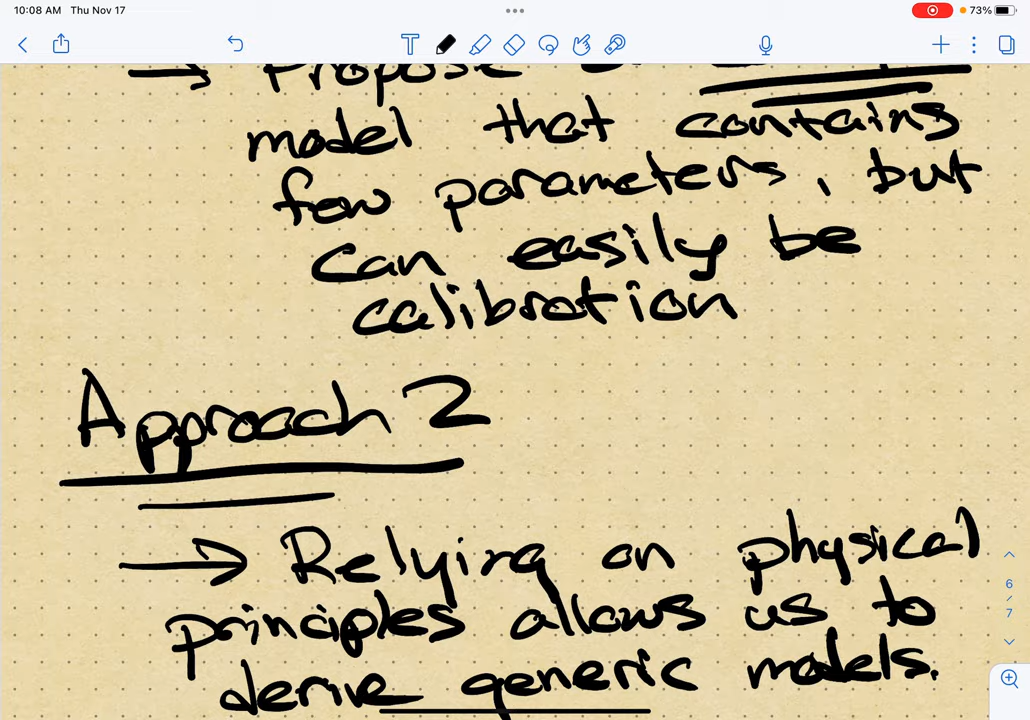 10:08 AM Thu Nov 17
73%
→ Propose
model that contains
few parameters, but
can easily be
calibration
Approach 2
→ Relying on physical
principles allows us to
derive generic models.
6
/
7